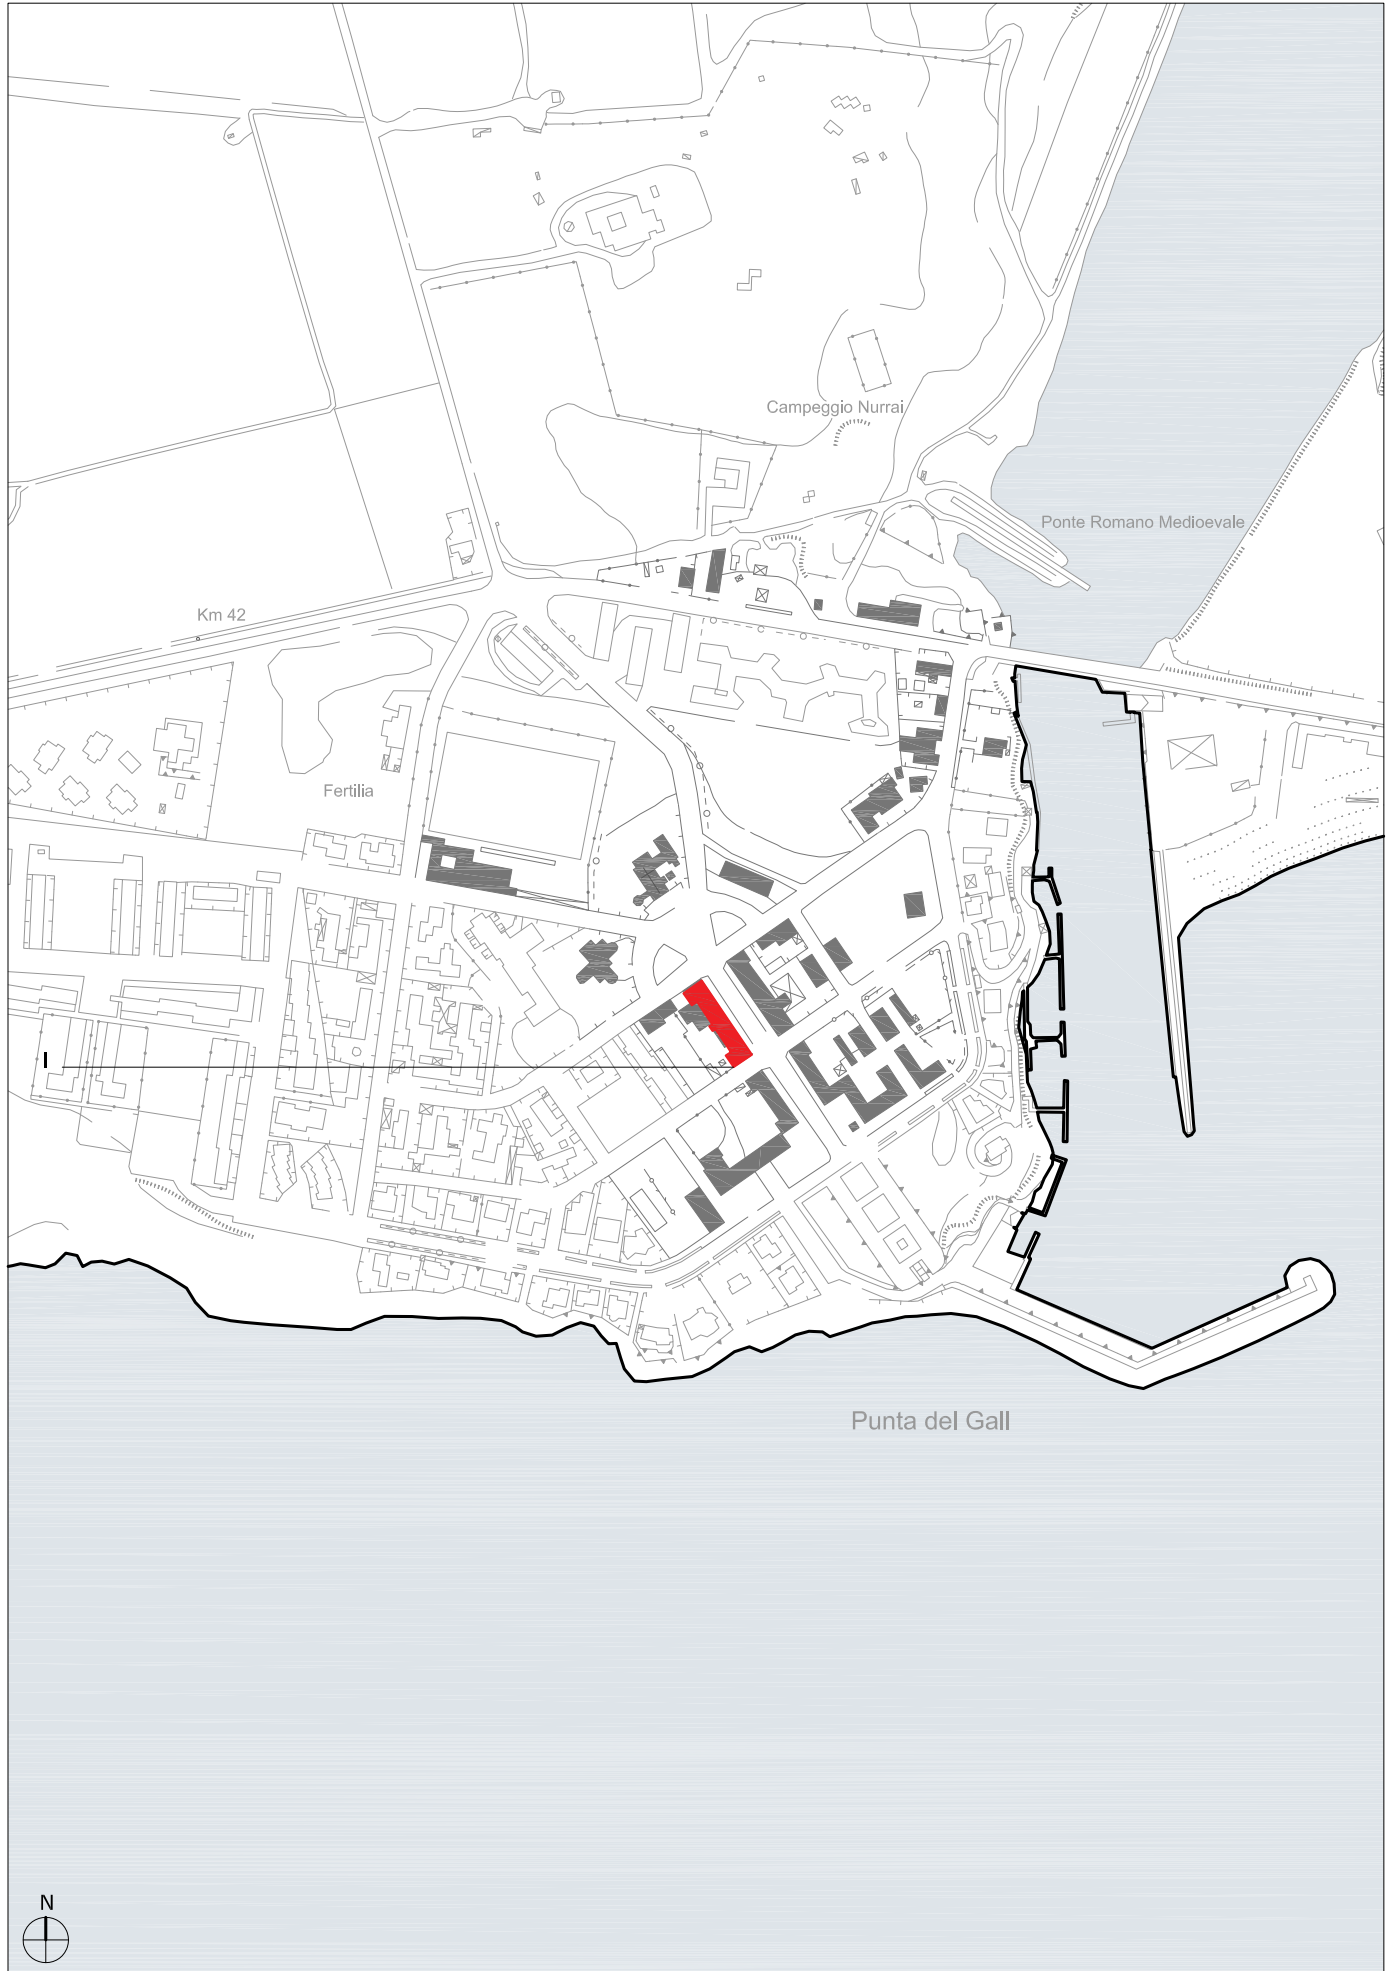 Campeggio Nurrai
Ponte Romano Medioevale
Km 42
Fertilia
I
Punta del Gall
N